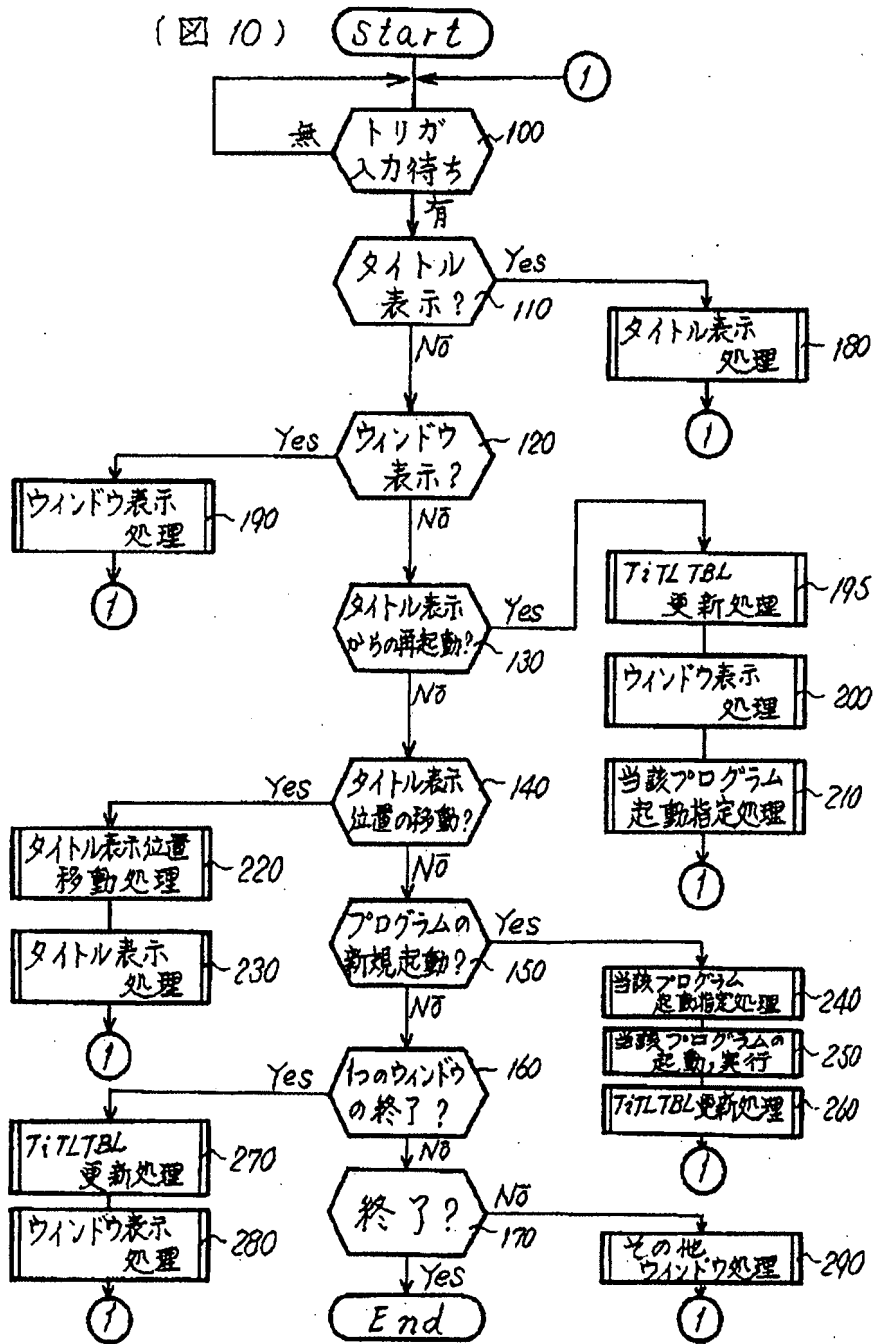 (図 10)
Start
1
無
トリガ
入力待ち
100
有
タイトル
表示?
110
Yes
No
タイトル表示
処理
180
1
ウィンドウ
表示?
120
Yes
No
ウィンドウ表示
処理
190
1
タイトル表示
からの再起動?
130
Yes
No
TiTLTBL
更新処理
195
ウィンドウ表示
処理
200
当該プログラム
起動指定処理
210
1
タイトル表示
位置の移動?
140
Yes
No
タイトル表示位置
移動処理
220
タイトル表示
処理
230
1
プログラムの
新規起動?
150
Yes
No
当該プログラム
起動指定処理
240
当該プログラムの
起動,実行
250
TiTLTBL更新処理
260
1
1つのウィンドウ
の終了?
160
Yes
No
TiTLTBL
更新処理
270
ウィンドウ表示
処理
280
1
終了?
170
No
Yes
その他
ウィンドウ処理
290
1
End